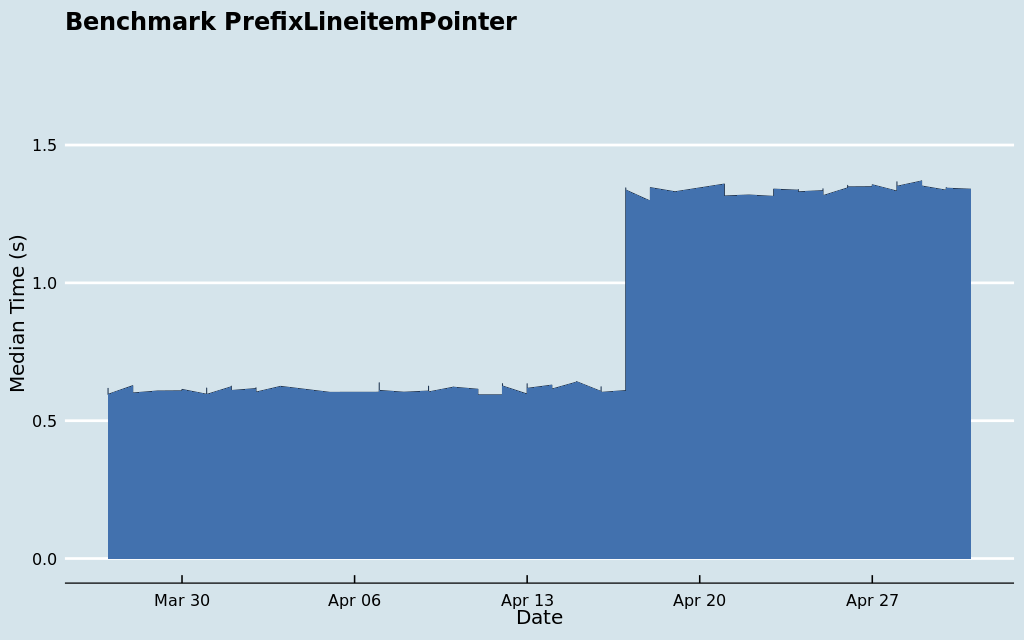 Benchmark PrefixLineitemPointer
Median Time (s)
1.5
1.0
0.5
0.0
Mar 30
Apr 06
Apr 13
Apr 20
Apr 27
Date